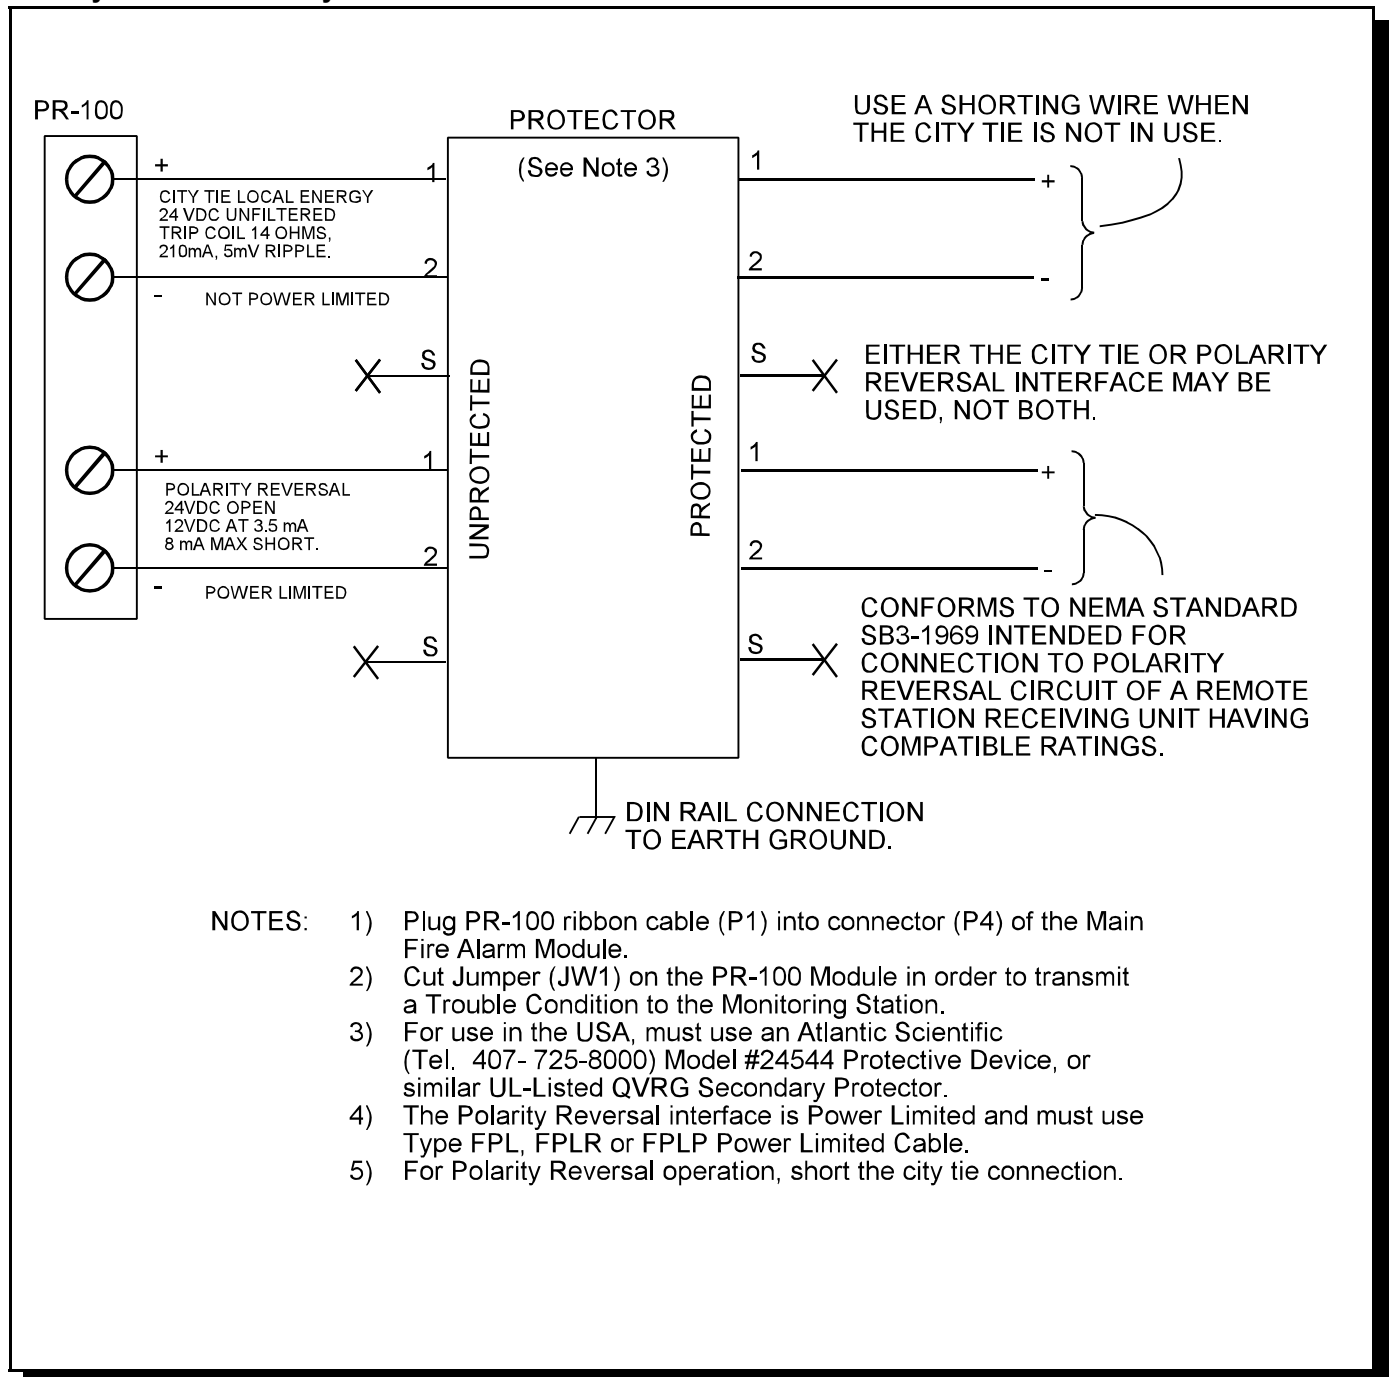 PR-100
PROTECTOR
(See Note 3)
USE A SHORTING WIRE WHEN
THE CITY TIE IS NOT IN USE.
+
CITY TIE LOCAL ENERGY
24 VDC UNFILTERED
TRIP COIL 14 OHMS,
210mA, 5mV RIPPLE.
-
NOT POWER LIMITED
1
2
S
1
+
2
-
S
EITHER THE CITY TIE OR POLARITY
REVERSAL INTERFACE MAY BE
USED, NOT BOTH.
UNPROTECTED
PROTECTED
+
POLARITY REVERSAL
24VDC OPEN
12VDC AT 3.5 mA
8 mA MAX SHORT.
-
POWER LIMITED
1
2
S
1
+
2
-
S
CONFORMS TO NEMA STANDARD
SB3-1969 INTENDED FOR
CONNECTION TO POLARITY
REVERSAL CIRCUIT OF A REMOTE
STATION RECEIVING UNIT HAVING
COMPATIBLE RATINGS.
DIN RAIL CONNECTION
TO EARTH GROUND.
NOTES: 1) Plug PR-100 ribbon cable (P1) into connector (P4) of the Main
Fire Alarm Module.
2) Cut Jumper (JW1) on the PR-100 Module in order to transmit
a Trouble Condition to the Monitoring Station.
3) For use in the USA, must use an Atlantic Scientific
(Tel. 407- 725-8000) Model #24544 Protective Device, or
similar UL-Listed QVRG Secondary Protector.
4) The Polarity Reversal interface is Power Limited and must use
Type FPL, FPLR or FPLP Power Limited Cable.
5) For Polarity Reversal operation, short the city tie connection.